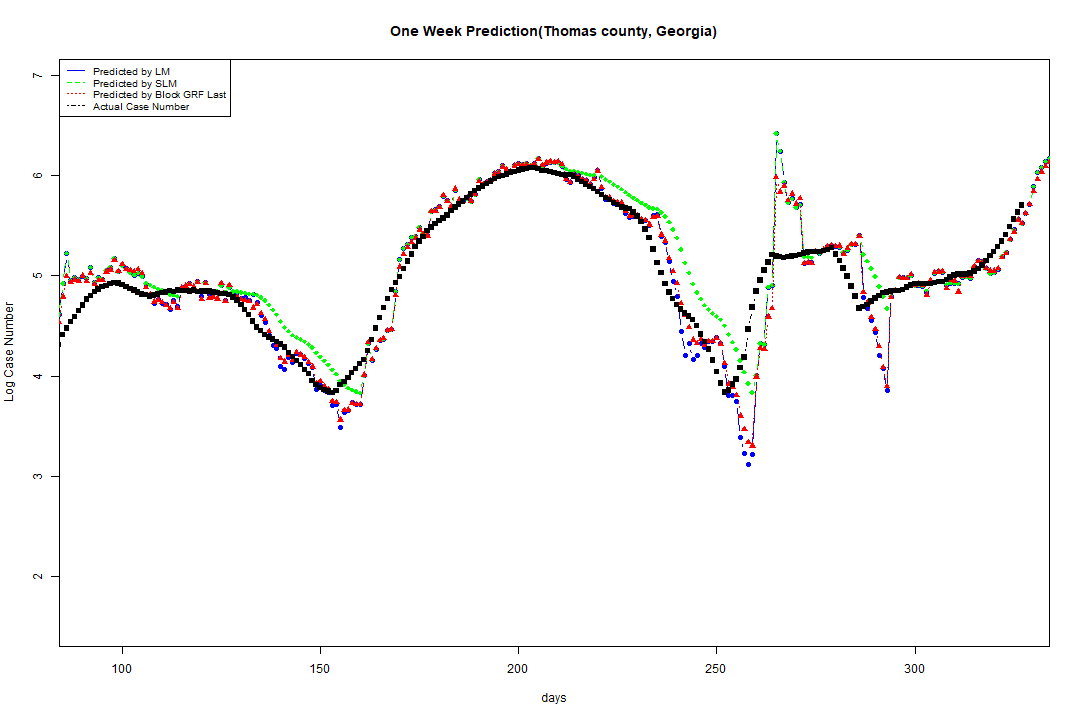 One Week Prediction(Thomas county, Georgia)
Predicted by LM
Predicted by SLM
Predicted by Block GRF Last
Actual Case Number
7
6
5
4
3
2
Log Case Number
100 150 200 250 300
days